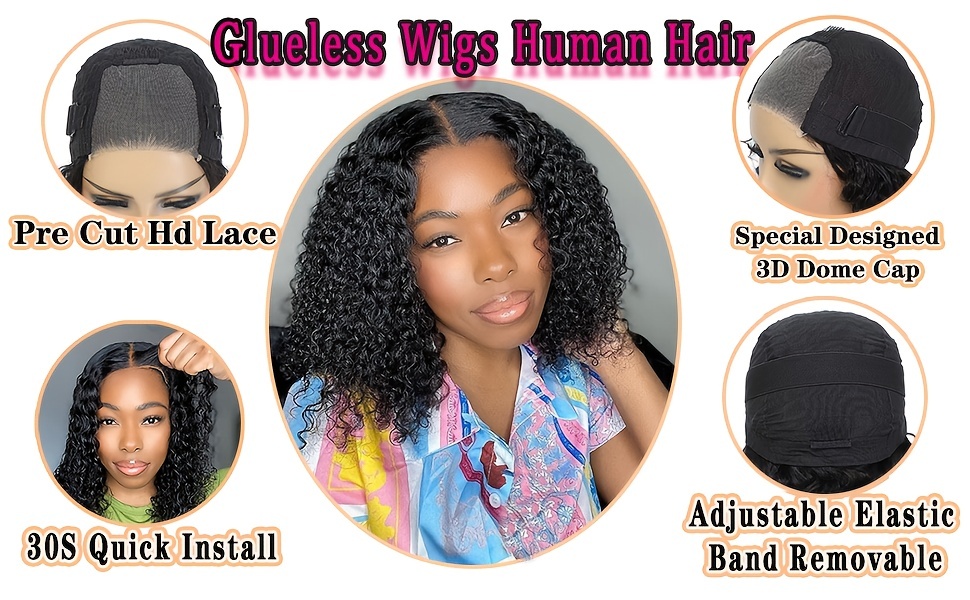 Glueless Wigs Human Hair
Pre Cut Hd Lace
Special Designed
3D Dome Cap
30S Quick Install
Adjustable Elastic
Band Removable